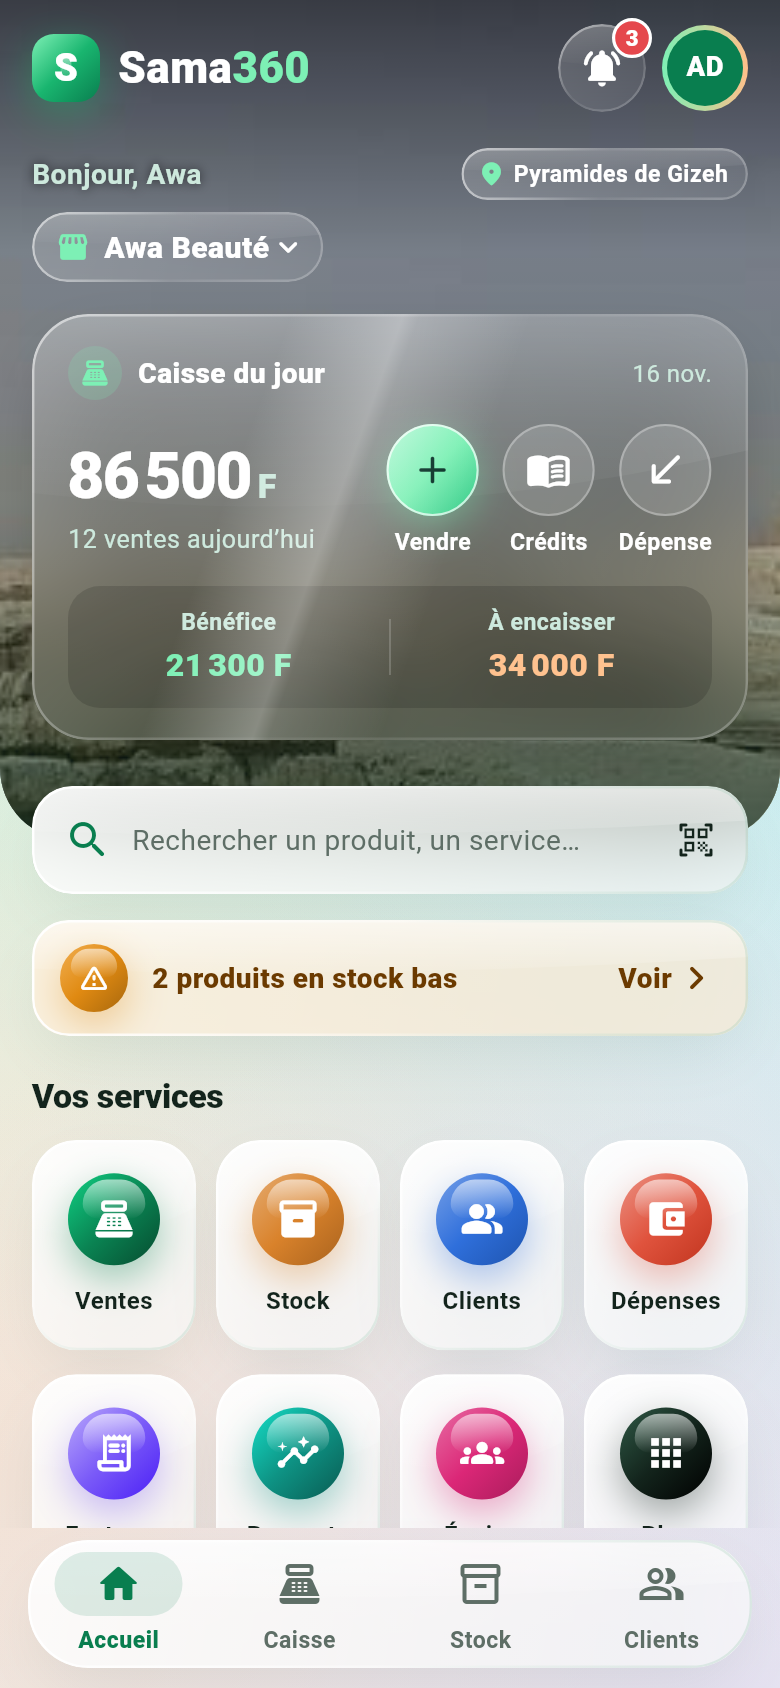 S Sama360 3 AD
Bonjour, Awa
Pyramides de Gizeh
Awa Beauté
Caisse du jour
16 nov.
86 500 F
12 ventes aujourd’hui
Vendre Crédits Dépense
Bénéfice À encaisser
21 300 F 34 000 F
Rechercher un produit, un service…
2 produits en stock bas Voir
Vos services
Ventes Stock Clients Dépenses
Accueil Caisse Stock Clients